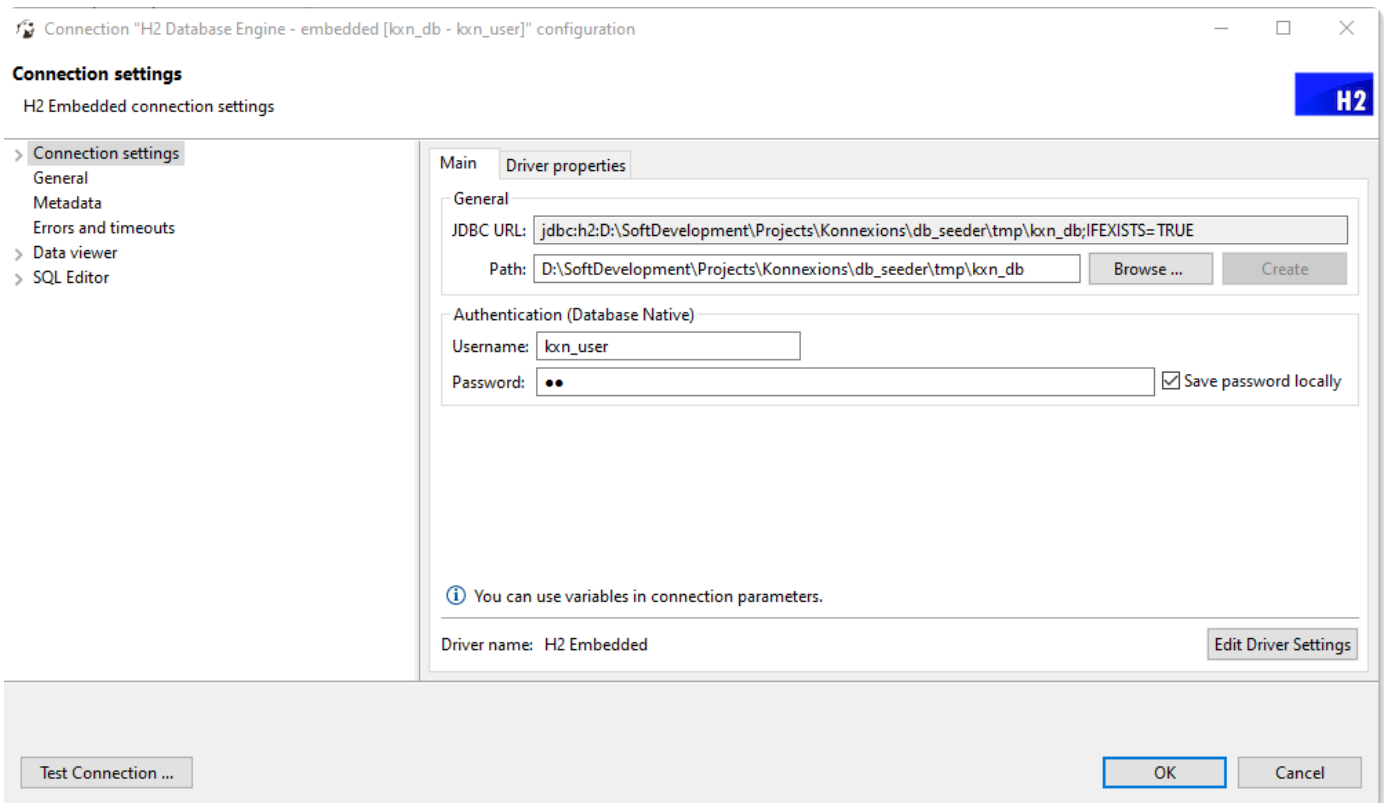 Connection "H2 Database Engine - embedded [kxn_db - kxn_user]" configuration
Connection settings
H2 Embedded connection settings
H2
Connection settings
General
Metadata
Errors and timeouts
Data viewer
SQL Editor
Main
Driver properties
General
JDBC URL: jdbc:h2:D:\SoftDevelopment\Projects\Konnexions\db_seeder\tmp\kxn_db;IFEXISTS=TRUE
Path: D:\SoftDevelopment\Projects\Konnexions\db_seeder\tmp\kxn_db Browse ... Create
Authentication (Database Native)
Username: kxn_user
Password: ●● Save password locally
You can use variables in connection parameters.
Driver name: H2 Embedded Edit Driver Settings
Test Connection ... OK Cancel